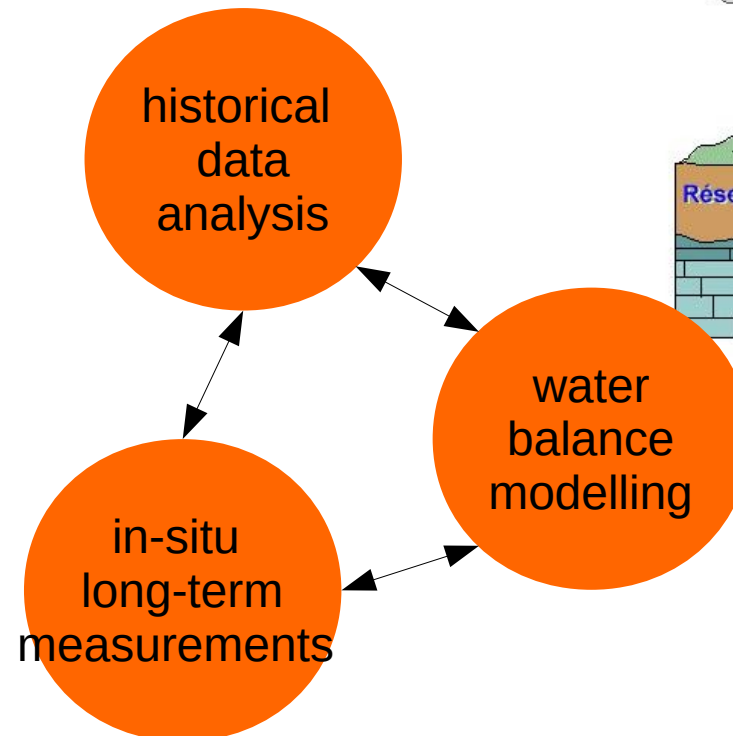 historical
data
analysis
water
balance
modelling
in-situ
long-term
measurements